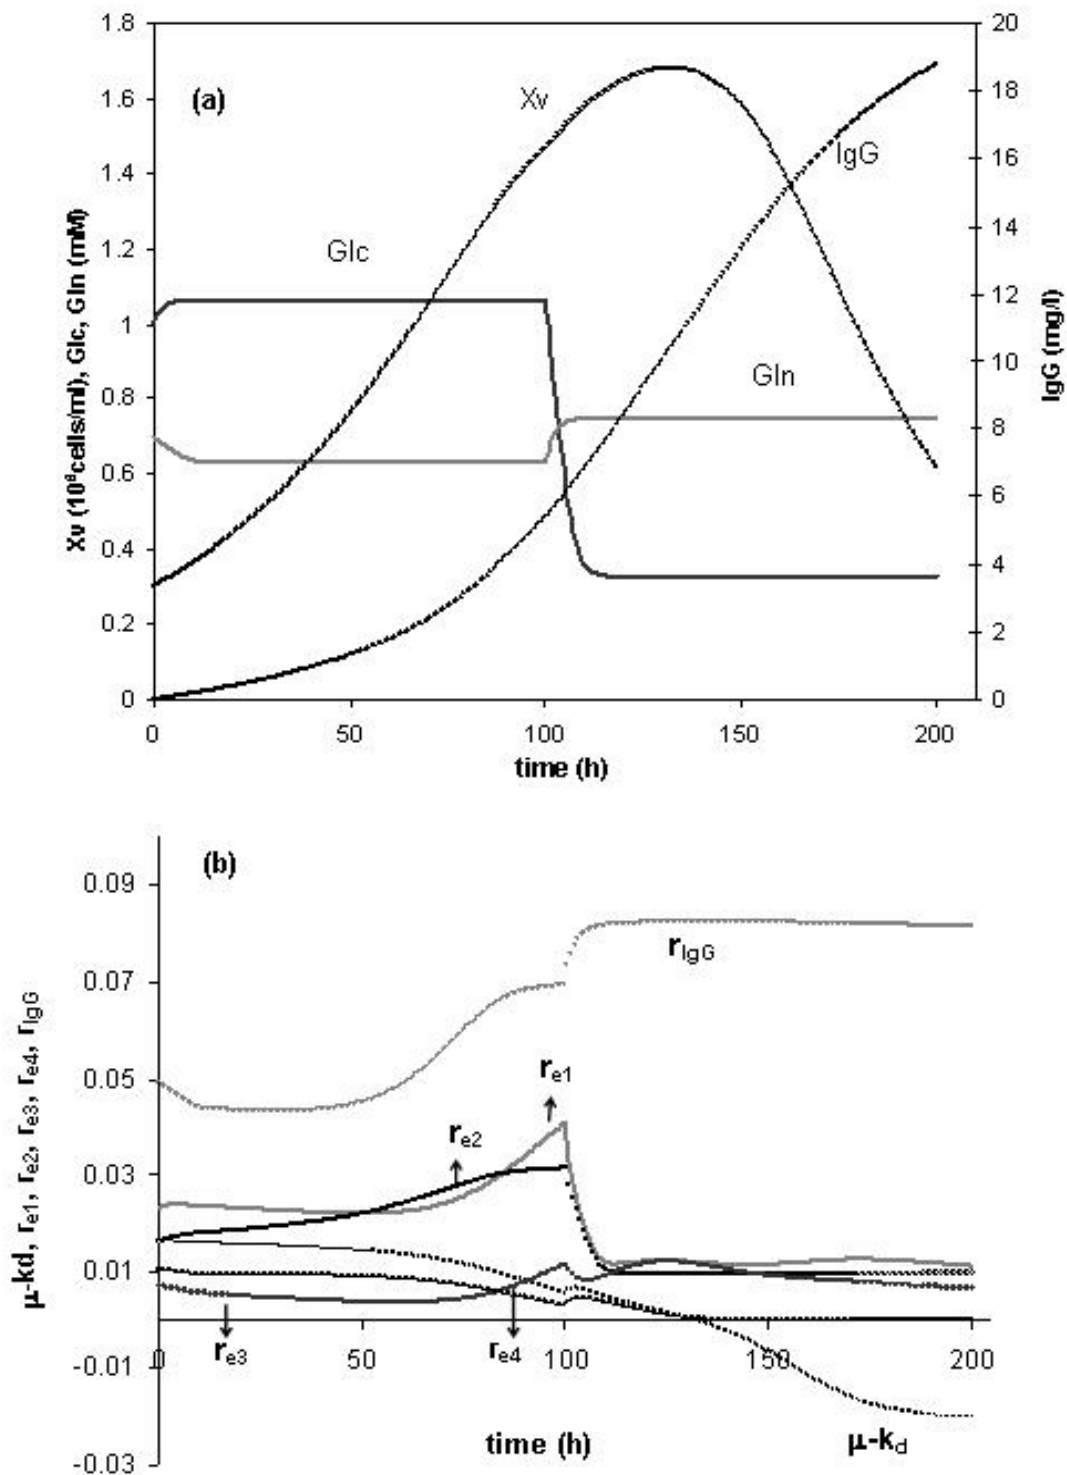 1.8
20
(a)
Xv
18
1.6
IgG
16
1.4
14
1.2
Glc
12
1
10
Gln
0.8
8
0.6
6
0.4
4
0.2
2
0
0
0
50
100
150
200
time (h)
Xv (10⁶cells/ml), Glc, Gln (mM)
IgG (mg/l)
(b)
0.09
rIgG
0.07
0.05
re1
re2
0.03
0.01
re3
re4
-0.01
0
50
100
150
200
time (h)
μ-kd
-0.03
μ-kd, re1, re2, re3, re4, rIgG